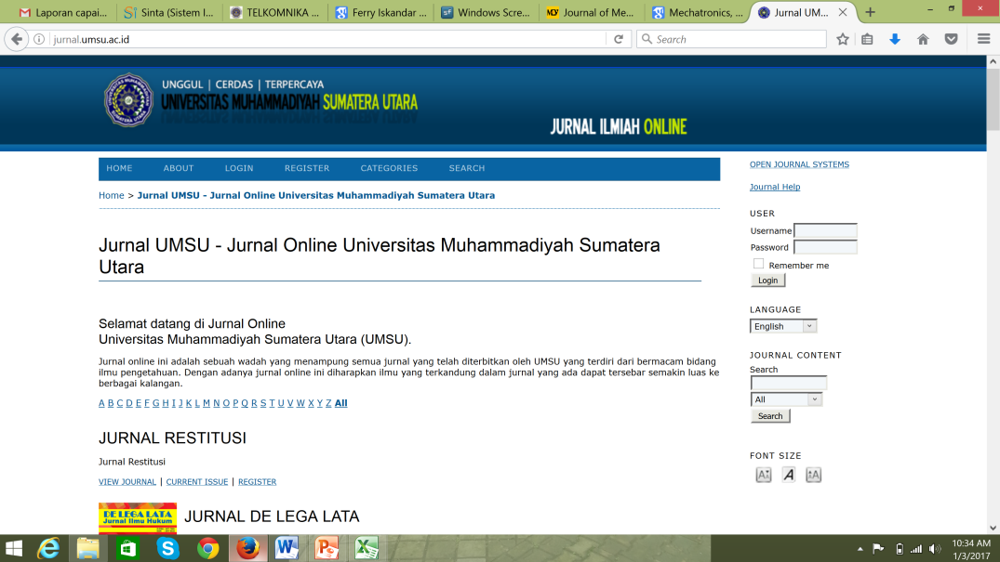 Laporan capai...
Sinta (Sistem I...
TELKOMNIKA ...
Ferry Iskandar ...
Windows Scre...
Journal of Me...
Mechatronics, ...
Jurnal UM...
jurnal.umsu.ac.id
Search
UNGGUL | CERDAS | TERPERCAYA
UNIVERSITAS MUHAMMADIYAH SUMATERA UTARA
JURNAL ILMIAH ONLINE
HOME ABOUT LOGIN REGISTER CATEGORIES SEARCH
Home > Jurnal UMSU - Jurnal Online Universitas Muhammadiyah Sumatera Utara
Jurnal UMSU - Jurnal Online Universitas Muhammadiyah Sumatera
Utara
Selamat datang di Jurnal Online
Universitas Muhammadiyah Sumatera Utara (UMSU).
Jurnal online ini adalah sebuah wadah yang menampung semua jurnal yang telah diterbitkan oleh UMSU yang terdiri dari bermacam bidang
ilmu pengetahuan. Dengan adanya jurnal online ini diharapkan ilmu yang terkandung dalam jurnal yang ada dapat tersebar semakin luas ke
berbagai kalangan.
A B C D E F G H I J K L M N O P Q R S T U V W X Y Z All
JURNAL RESTITUSI
Jurnal Restitusi
VIEW JOURNAL | CURRENT ISSUE | REGISTER
DE LEGA LATA
Jurnal Ilmu Hukum
JURNAL DE LEGA LATA
OPEN JOURNAL SYSTEMS
Journal Help
USER
Username
Password
Remember me
Login
LANGUAGE
English
JOURNAL CONTENT
Search
All
Search
FONT SIZE
10:34 AM
1/3/2017